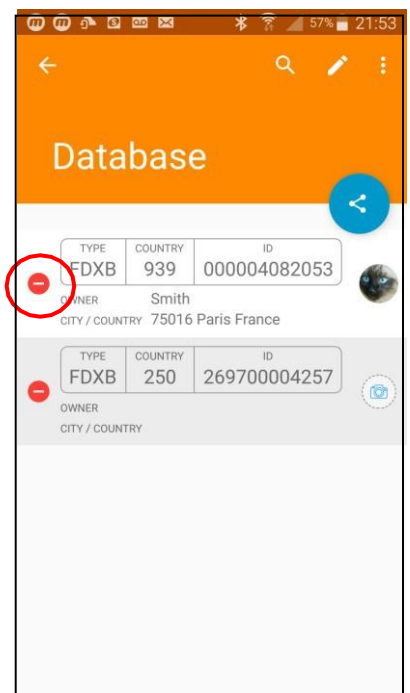 57% 21:53
Database
TYPE COUNTRY ID
FDXB 939 000004082053
OWNER Smith
CITY / COUNTRY 75016 Paris France
TYPE COUNTRY ID
FDXB 250 269700004257
OWNER
CITY / COUNTRY